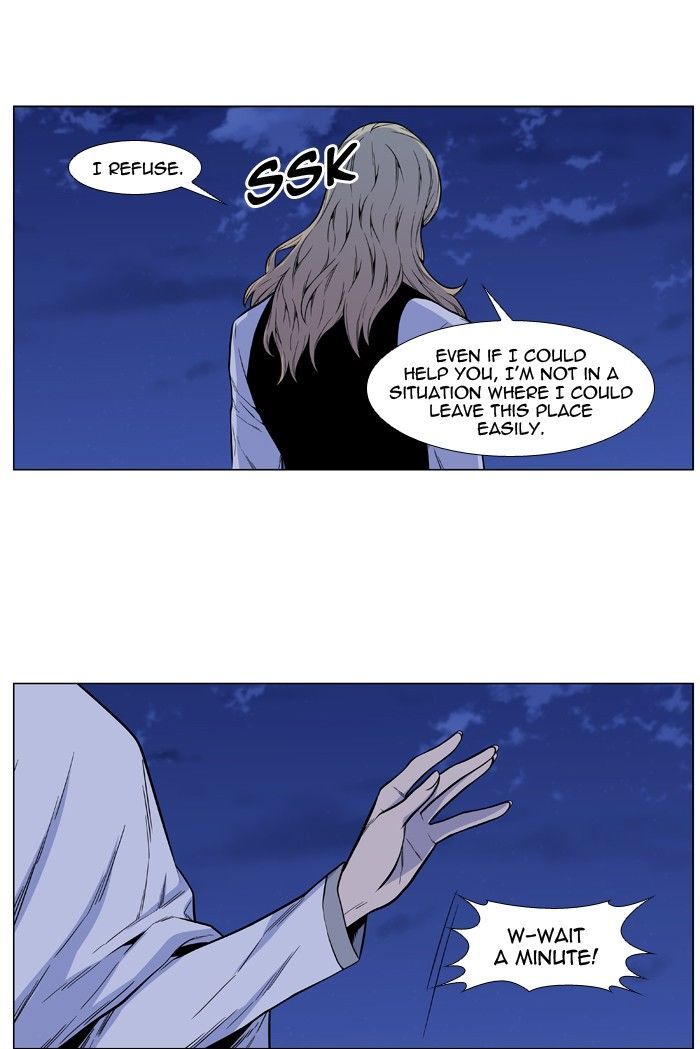 I REFUSE.
SSK
EVEN IF I COULD
HELP YOU, I'M NOT IN A
SITUATION WHERE I COULD
LEAVE THIS PLACE
EASILY.
W-WAIT
A MINUTE!